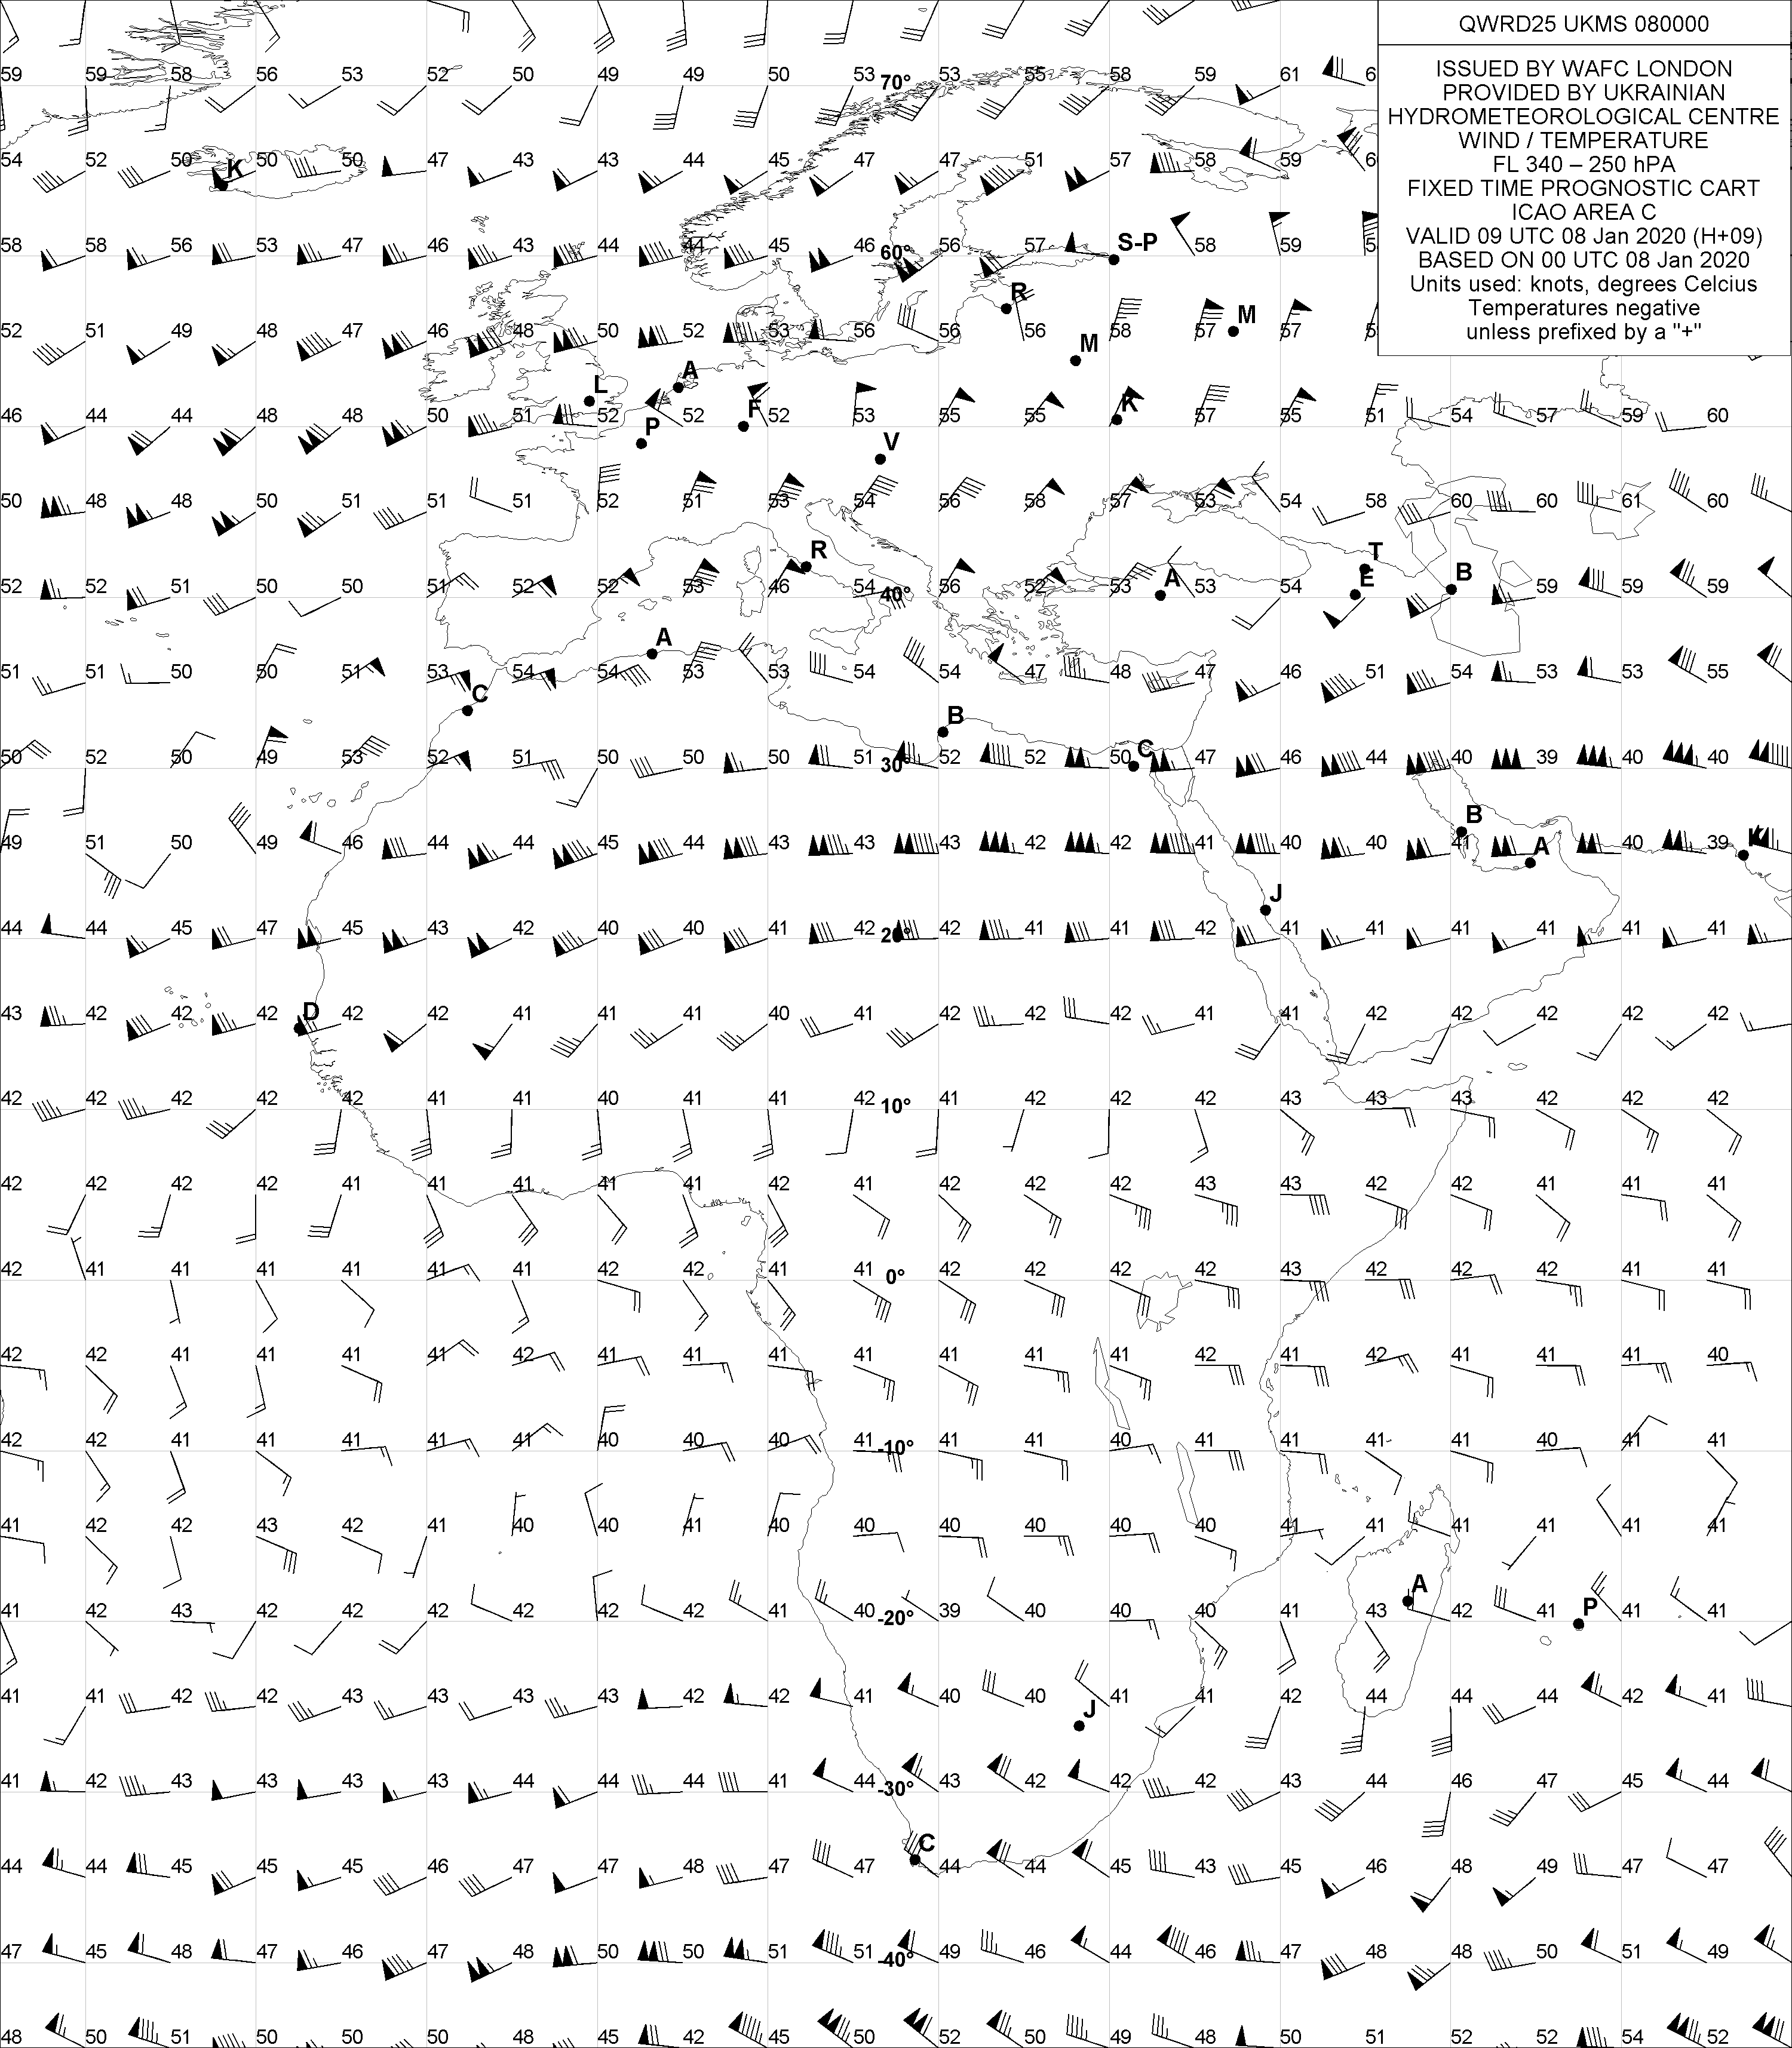 QWRD25 UKMS 080000
ISSUED BY WAFC LONDON
PROVIDED BY UKRAINIAN
HYDROMETEOROLOGICAL CENTRE
WIND / TEMPERATURE
FL 340 – 250 hPA
FIXED TIME PROGNOSTIC CART
ICAO AREA C
VALID 09 UTC 08 Jan 2020 (H+09)
BASED ON 00 UTC 08 Jan 2020
Units used: knots, degrees Celcius
Temperatures negative
unless prefixed by a "+"
59 59 58 56 53 52 50 49 49 50 53 70° 53 55 58 59 61 6
54 52 50 K 50 50 47 43 43 44 45 47 47 51 57 58 59 6
58 58 56 53 47 46 43 44 44 45 46 60° 56 57 S-P 58 59 5
R M
52 51 49 48 47 46 48 50 52 53 56 56 56 58 57 57 5
L A M
46 44 44 48 48 50 51 52 P 52 F 52 53 55 55 K 57 55 51 54 57 59 60
V
50 48 48 50 51 51 51 52 51 53 54 56 58 57 53 54 58 60 60 61 60
R T
52 52 51 50 50 51 52 52 53 46 54 40° 56 52 53 A 53 54 E B 59 59 59
A
51 51 50 50 51 53 54 54 53 53 54 54 47 48 47 46 51 54 53 53 55
C B
50 52 50 49 53 52 51 50 50 50 51 30° 52 52 50 C 47 46 44 40 39 40 40
B
49 51 50 49 46 44 44 45 44 43 43 43 42 42 41 40 40 41 A 40 39 K
J
44 44 45 47 45 43 42 40 40 41 42 20° 42 41 41 42 41 41 41 41 41 41
43 42 42 42 D 42 42 41 41 41 40 41 42 42 42 41 41 42 42 42 42 42
42 42 42 42 42 41 41 40 41 41 42 10° 41 42 42 42 43 43 42 42 42
42 42 42 42 41 41 41 41 41 42 41 42 42 42 43 43 42 42 41 41 41
42 41 41 41 41 41 41 42 42 41 41 0° 42 42 42 42 43 42 42 42 41 41
42 42 41 41 41 41 42 41 41 41 41 41 41 41 42 41 42 41 41 41 40
42 42 41 41 41 41 41 40 40 40 41 -10° 41 41 40 41 41 41 41 40 41 41
41 42 42 43 42 41 40 40 41 40 40 40 40 40 40 41 41 41 41 41 41
A
41 42 43 42 42 42 42 42 42 41 40 -20° 39 40 40 40 41 43 42 41 P 41 41
41 41 42 42 43 43 43 43 42 42 41 40 40 J 41 41 42 44 44 44 42 41
41 42 43 43 43 43 44 44 44 41 44 -30° 43 42 42 42 43 44 46 47 45 44
C
44 44 45 45 45 46 47 47 48 47 47 44 44 45 43 45 46 48 49 47 47
47 45 48 47 46 47 48 50 50 51 51 -40° 49 46 44 46 47 48 48 50 51 49
48 50 51 50 50 50 48 45 42 45 50 52 50 49 48 50 51 52 52 54 52